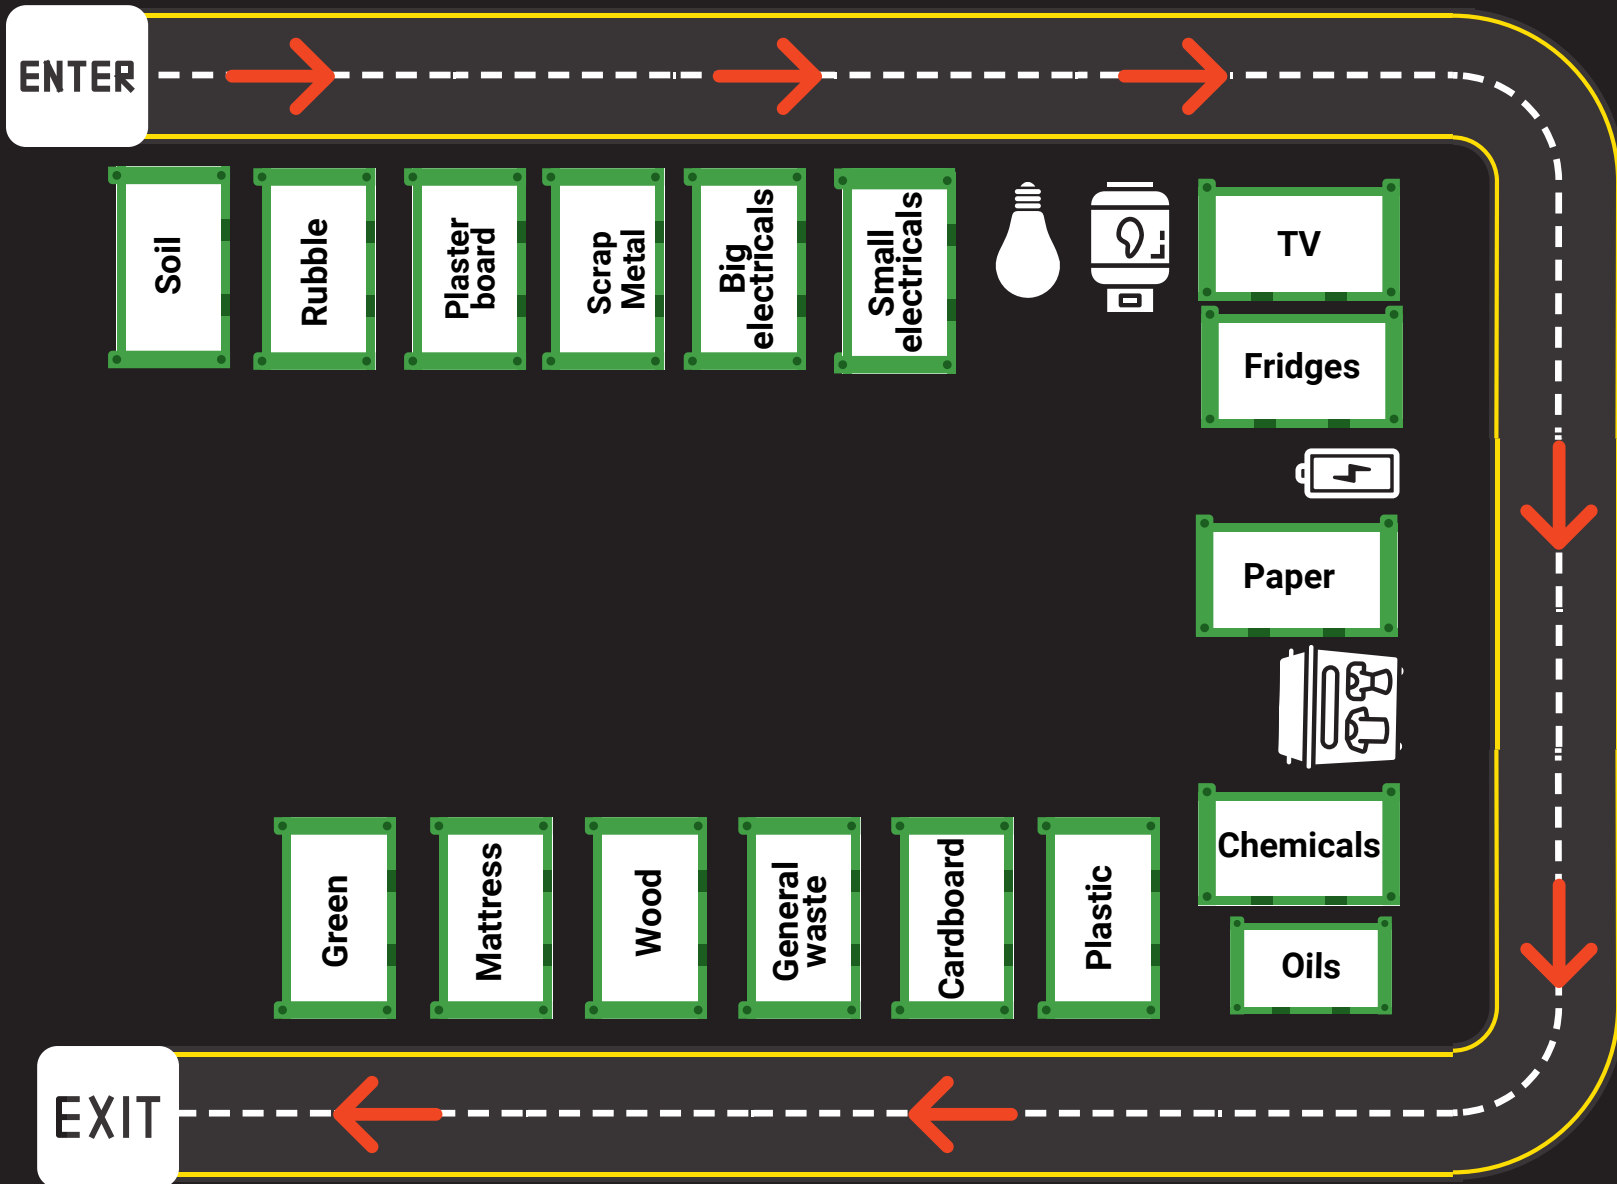 ENTER
Soil
Rubble
Plaster
board
Scrap
Metal
Big
electricals
Small
electricals
TV
Fridges
Paper
Chemicals
Oils
Green
Mattress
Wood
General
waste
Cardboard
Plastic
EXIT